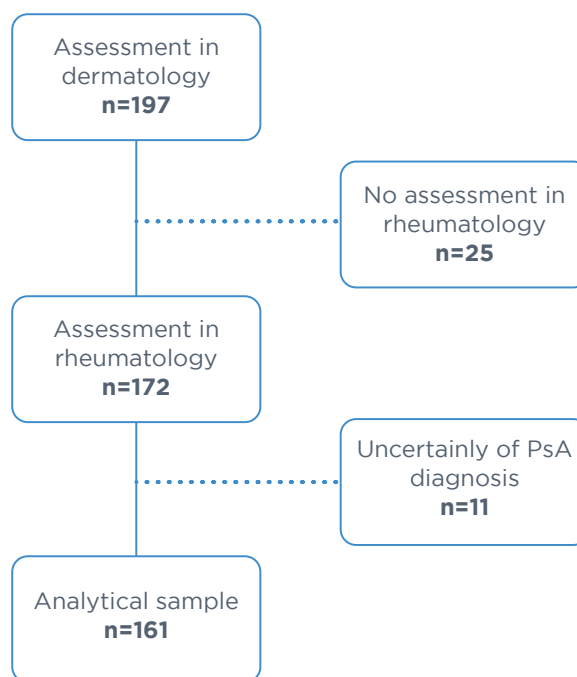 Assessment in
dermatology
n=197
No assessment in
rheumatology
n=25
Assessment in
rheumatology
n=172
Uncertainly of PsA
diagnosis
n=11
Analytical sample
n=161